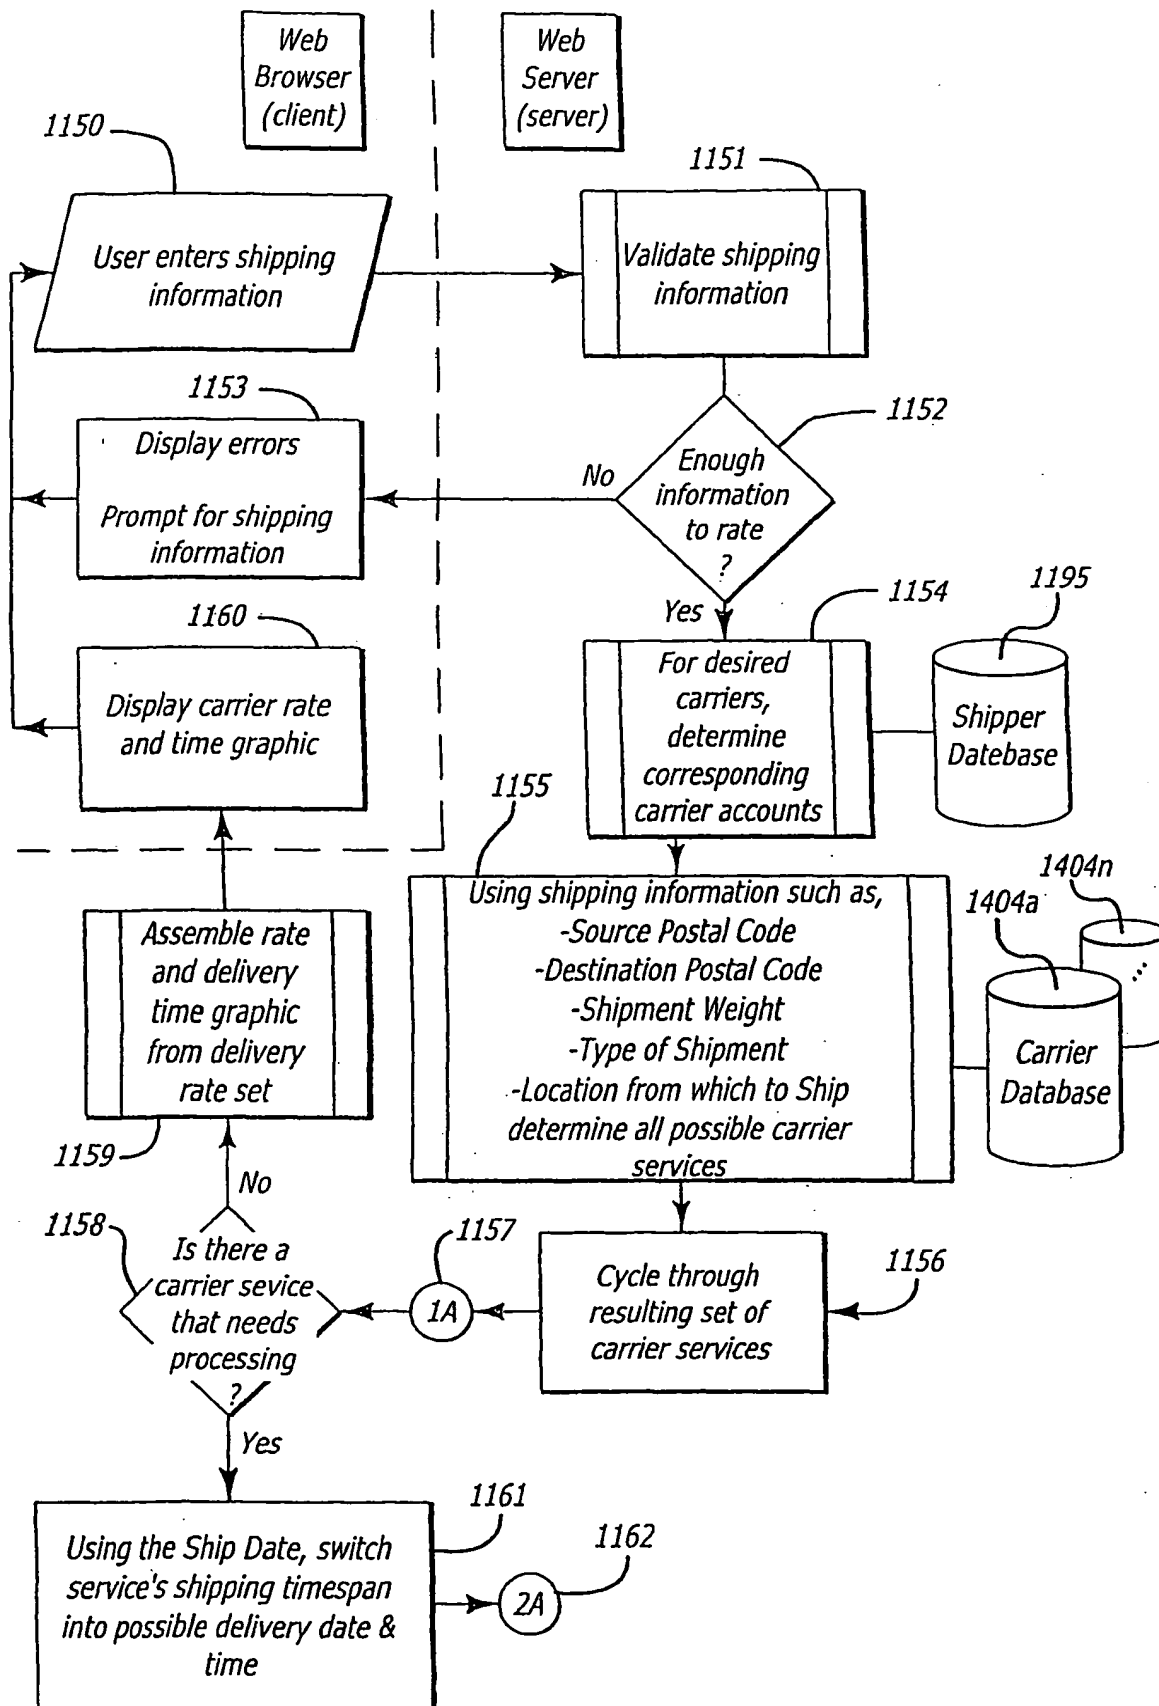 Web
Browser
(client)
Web
Server
(server)
1150
User enters shipping
information
1151
Validate shipping
information
1153
Display errors
Prompt for shipping
information
1152
Enough
information
to rate
?
No
Yes
1160
Display carrier rate
and time graphic
1154
For desired
carriers,
determine
corresponding
carrier accounts
1195
Shipper
Datebase
1155
Using shipping information such as,
-Source Postal Code
-Destination Postal Code
-Shipment Weight
-Type of Shipment
-Location from which to Ship
determine all possible carrier
services
1404a
1404n
Carrier
Database
Assemble rate
and delivery
time graphic
from delivery
rate set
1159
No
1158
Is there a
carrier sevice
that needs
processing
?
Yes
1157
1A
Cycle through
resulting set of
carrier services
1156
1161
Using the Ship Date, switch
service's shipping timespan
into possible delivery date &
time
1162
2A